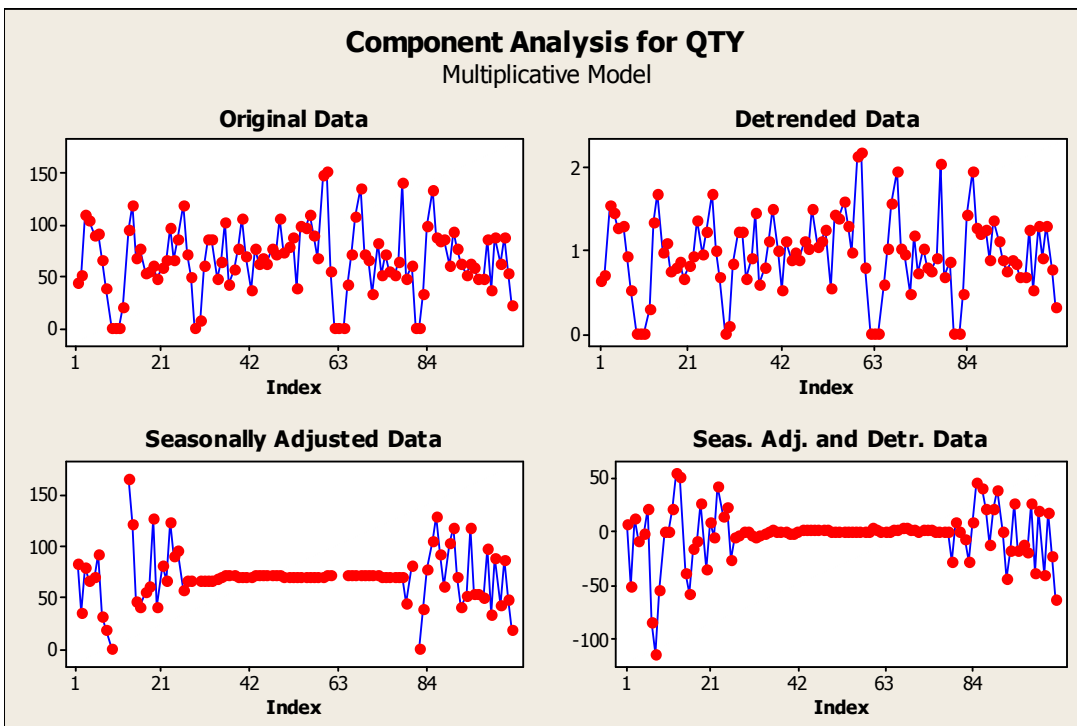 Component Analysis for QTY
Multiplicative Model
Original Data
150
100
50
0
1 21 42 63 84
Index
Detrended Data
2
1
0
1 21 42 63 84
Index
Seasonally Adjusted Data
150
100
50
0
1 21 42 63 84
Index
Seas. Adj. and Detr. Data
50
0
-50
-100
1 21 42 63 84
Index